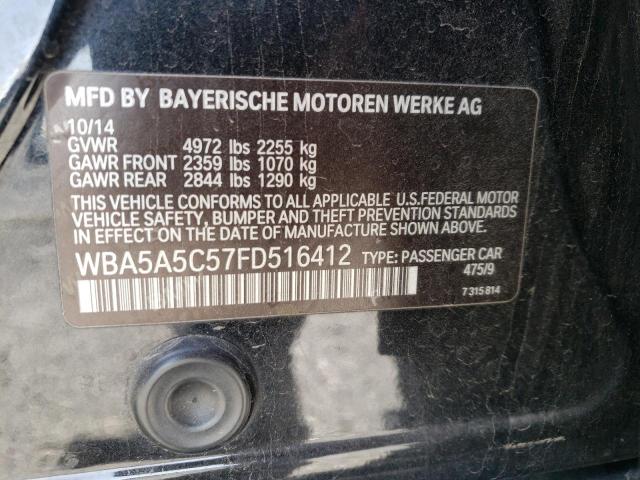 MFD BY BAYERISCHE MOTOREN WERKE AG
10/14
GVWR 4972 lbs 2255 kg
GAWR FRONT 2359 lbs 1070 kg
GAWR REAR 2844 lbs 1290 kg
THIS VEHICLE CONFORMS TO ALL APPLICABLE U.S.FEDERAL MOTOR
VEHICLE SAFETY, BUMPER AND THEFT PREVENTION STANDARDS
IN EFFECT ON THE DATE OF MANUFACTURE SHOWN ABOVE.
WBA5A5C57FD516412 TYPE: PASSENGER CAR
475/9
7 315 814